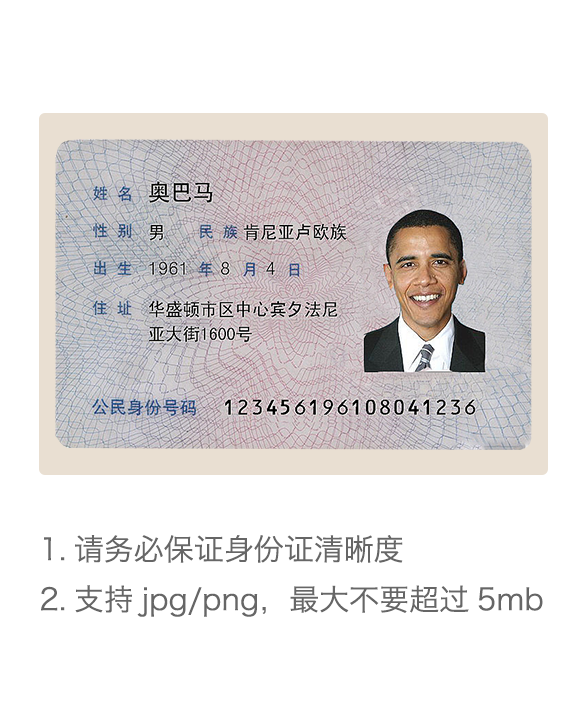 姓 名 奥巴马
性 别 男 民 族 肯尼亚卢欧族
出 生 1961 年 8 月 4 日
住 址 华盛顿市区中心宾夕法尼
亚大街1600号
公民身份号码 123456196108041236
1. 请务必保证身份证清晰度
2. 支持 jpg/png，最大不要超过 5mb